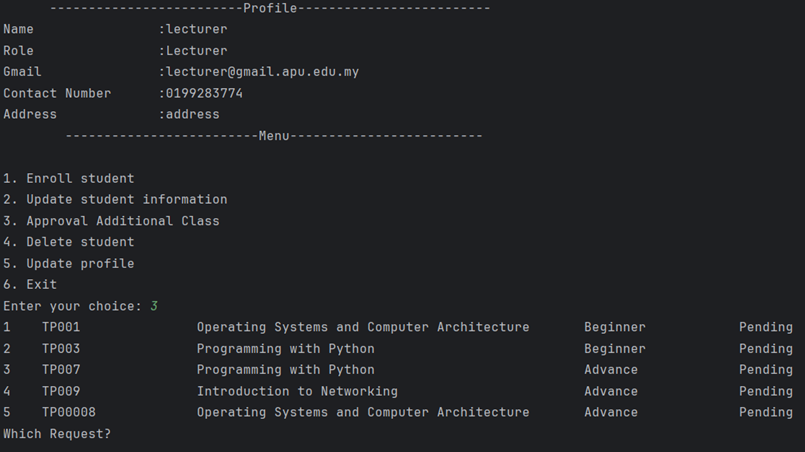 -------------------------Profile-------------------------
Name                :lecturer
Role                :Lecturer
Gmail               :lecturer@gmail.apu.edu.my
Contact Number      :0199283774
Address             :address
-------------------------Menu-------------------------
1. Enroll student
2. Update student information
3. Approval Additional Class
4. Delete student
5. Update profile
6. Exit
Enter your choice: 3
1    TP001               Operating Systems and Computer Architecture       Beginner            Pending
2    TP003               Programming with Python                           Beginner            Pending
3    TP007               Programming with Python                           Advance             Pending
4    TP009               Introduction to Networking                        Advance             Pending
5    TP00008             Operating Systems and Computer Architecture       Advance             Pending
Which Request?